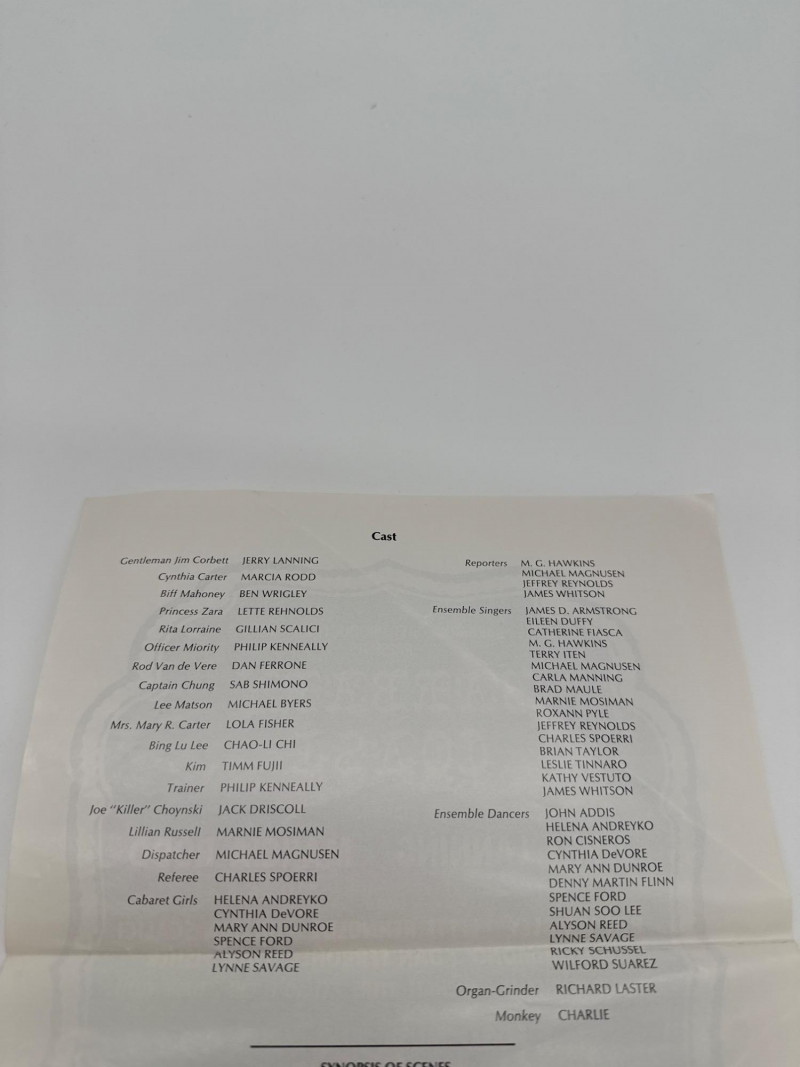 Cast
Gentleman Jim Corbett JERRY LANNING
Cynthia Carter MARCIA RODD
Biff Mahoney BEN WRIGLEY
Princess Zara LETTE REHNOLDS
Rita Lorraine GILLIAN SCALICI
Officer Miority PHILIP KENNEALLY
Rod Van de Vere DAN FERRONE
Captain Chung SAB SHIMONO
Lee Matson MICHAEL BYERS
Mrs. Mary R. Carter LOLA FISHER
Bing Lu Lee CHAO-LI CHI
Kim TIMM FUJII
Trainer PHILIP KENNEALLY
Joe "Killer" Choynski JACK DRISCOLL
Lillian Russell MARNIE MOSIMAN
Dispatcher MICHAEL MAGNUSEN
Referee CHARLES SPOERRI
Cabaret Girls HELENA ANDREYKO
CYNTHIA DeVORE
MARY ANN DUNROE
SPENCE FORD
ALYSON REED
LYNNE SAVAGE
Reporters M. G. HAWKINS
MICHAEL MAGNUSEN
JEFFREY REYNOLDS
JAMES WHITSON
Ensemble Singers JAMES D. ARMSTRONG
EILEEN DUFFY
CATHERINE FIASCA
M. G. HAWKINS
TERRY ITEN
MICHAEL MAGNUSEN
CARLA MANNING
BRAD MAULE
MARNIE MOSIMAN
ROXANN PYLE
JEFFREY REYNOLDS
CHARLES SPOERRI
BRIAN TAYLOR
LESLIE TINNARO
KATHY VESTUTO
JAMES WHITSON
Ensemble Dancers JOHN ADDIS
HELENA ANDREYKO
RON CISNEROS
CYNTHIA DeVORE
MARY ANN DUNROE
DENNY MARTIN FLINN
SPENCE FORD
SHUAN SOO LEE
ALYSON REED
LYNNE SAVAGE
RICKY SCHUSSEL
WILFORD SUAREZ
Organ-Grinder RICHARD LASTER
Monkey CHARLIE
SYNOPSIS OF SCENES